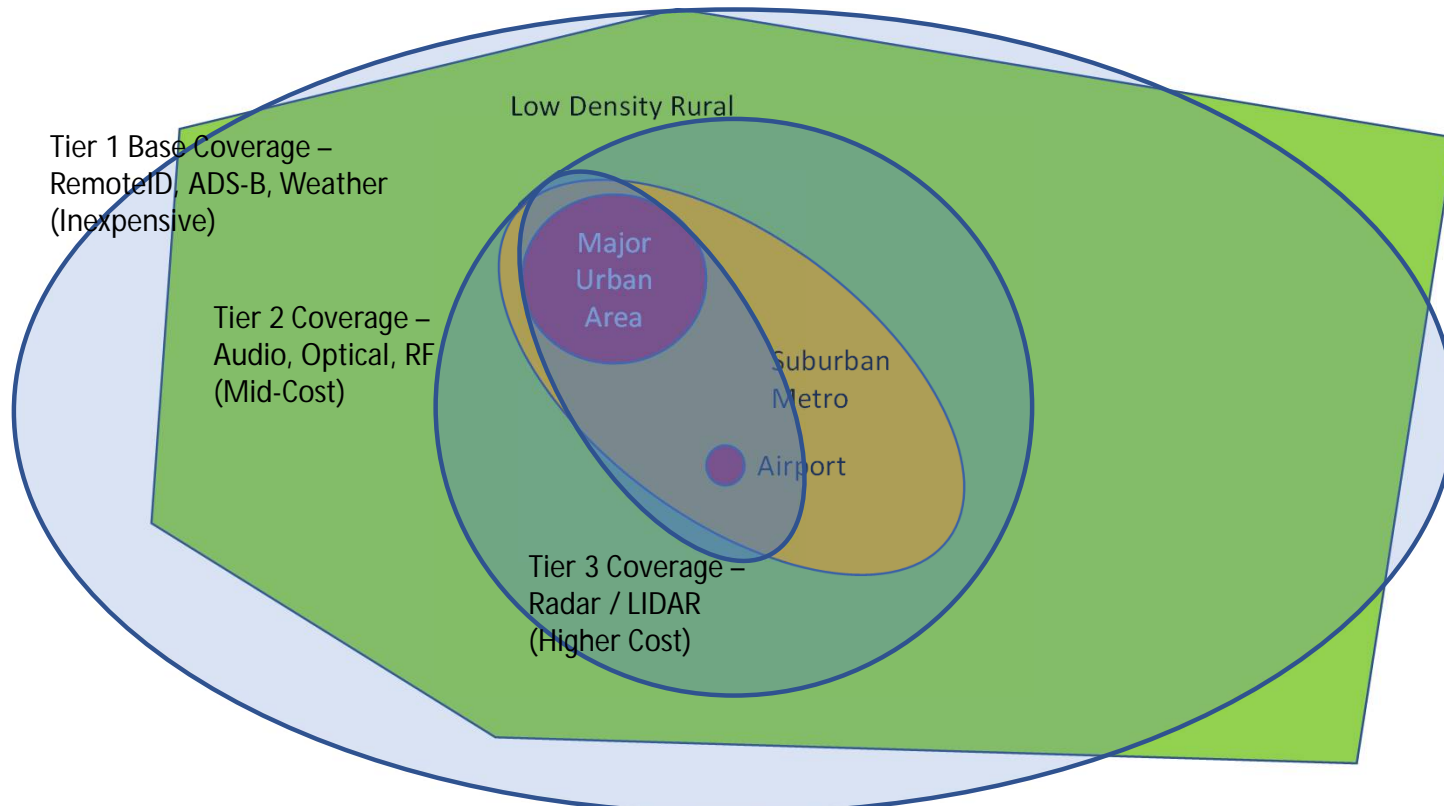 Low Density Rural
Tier 1 Base Coverage –
RemoteID, ADS-B, Weather
(Inexpensive)
Major
Urban
Area
Tier 2 Coverage –
Audio, Optical, RF
(Mid-Cost)
Suburban
Metro
Airport
Tier 3 Coverage –
Radar / LIDAR
(Higher Cost)